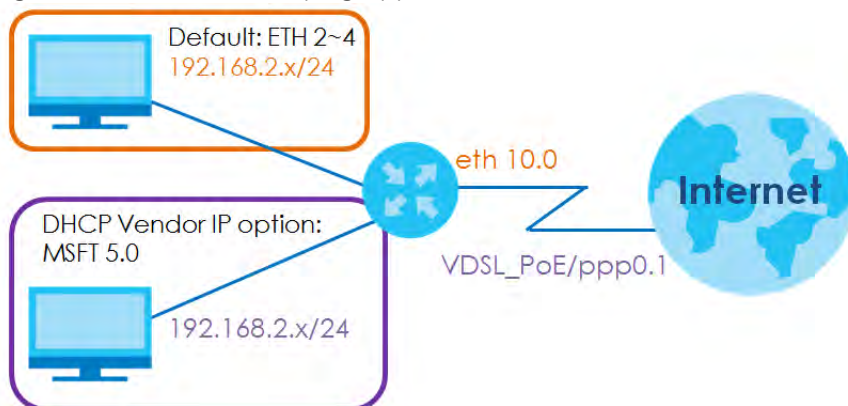 Default: ETH 2~4
192.168.2.x/24
eth 10.0
Internet
DHCP Vendor IP option:
MSFT 5.0
VDSL_PoE/ppp0.1
192.168.2.x/24